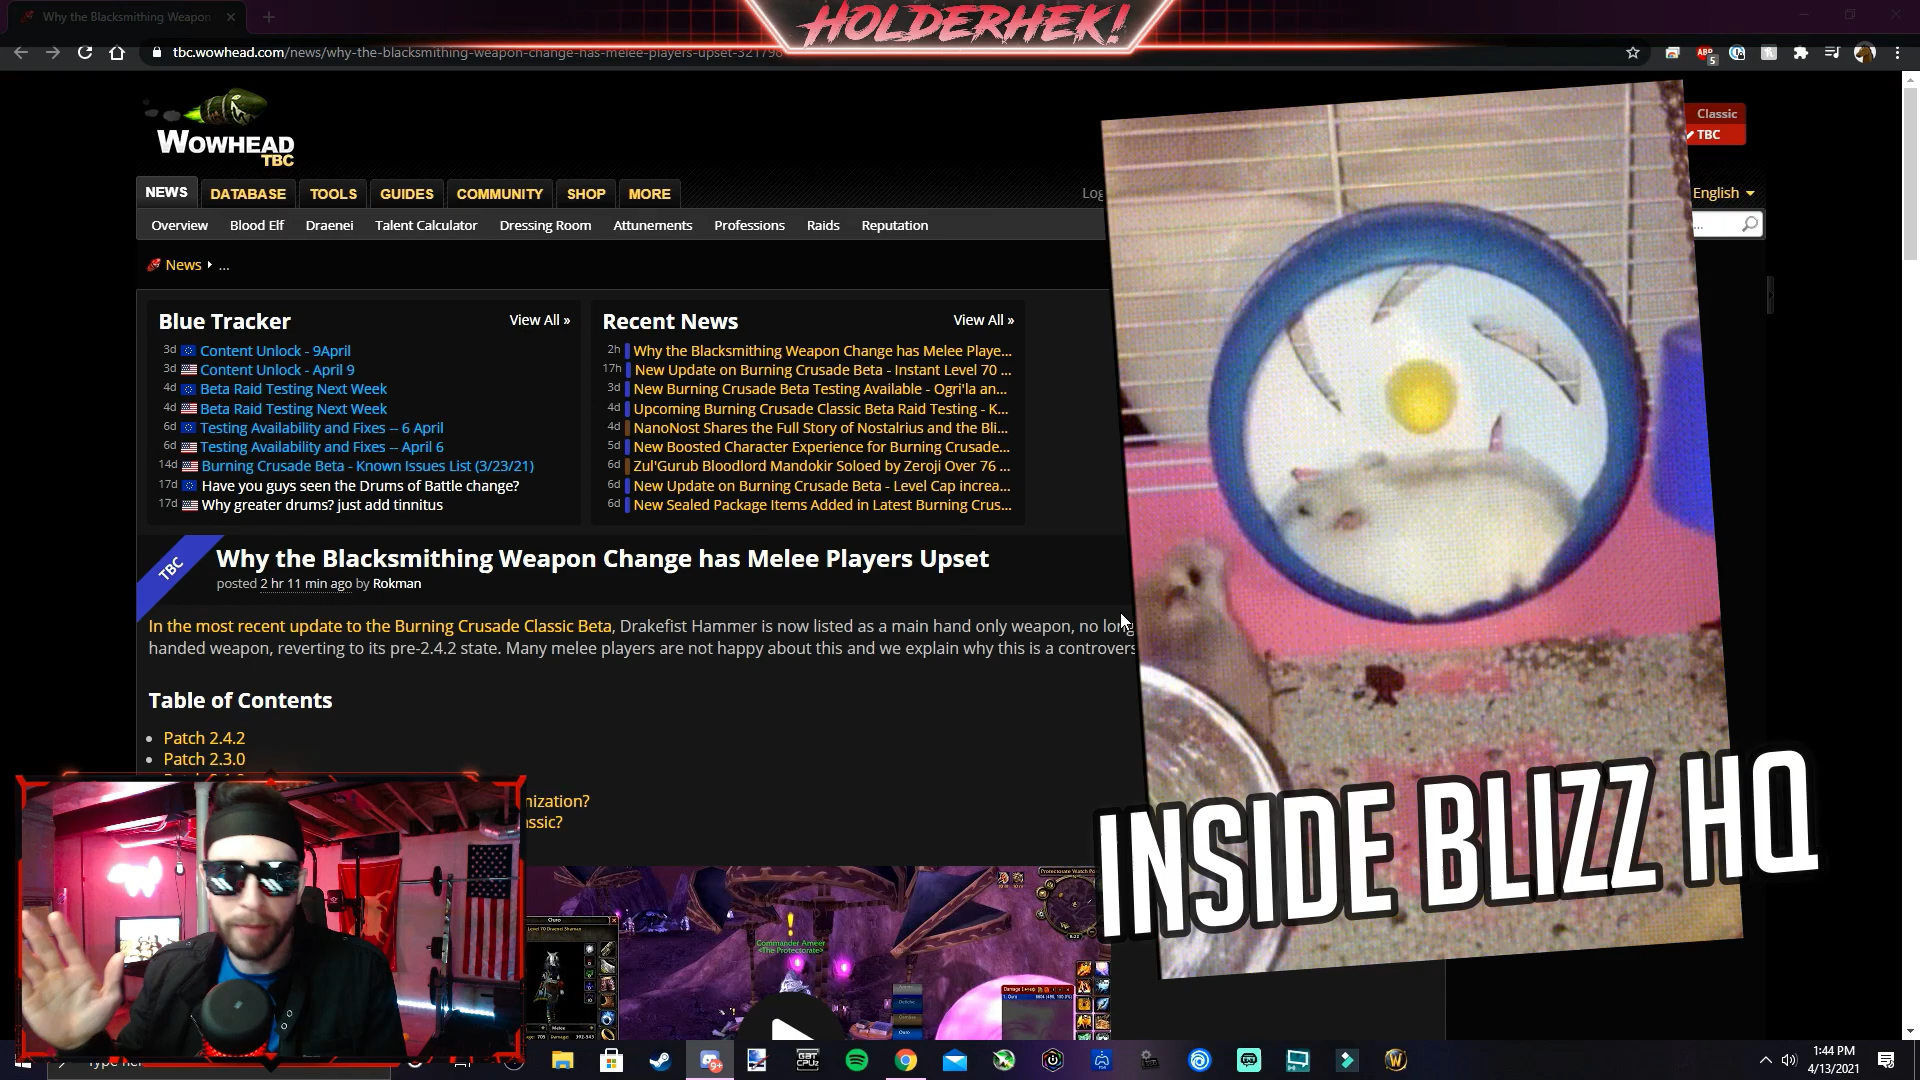 Why the Blacksmithing Weapon
HOLDERHEK!
tbc.wowhead.com/news/why-the-blacksmithing-weapon-change-has-melee-players-upset-32179
ABP
5
WOWHEAD
TBC
Classic
TBC
NEWS
DATABASE
TOOLS
GUIDES
COMMUNITY
SHOP
MORE
Log
English
Overview
Blood Elf
Draenei
Talent Calculator
Dressing Room
Attunements
Professions
Raids
Reputation
...
News
...
Blue Tracker
View All »
3d Content Unlock - 9April
3d Content Unlock - April 9
4d Beta Raid Testing Next Week
4d Beta Raid Testing Next Week
6d Testing Availability and Fixes -- 6 April
6d Testing Availability and Fixes -- April 6
14d Burning Crusade Beta - Known Issues List (3/23/21)
17d Have you guys seen the Drums of Battle change?
17d Why greater drums? just add tinnitus
Recent News
View All »
2h Why the Blacksmithing Weapon Change has Melee Playe...
17h New Update on Burning Crusade Beta - Instant Level 70 ...
3d New Burning Crusade Beta Testing Available - Ogri'la an...
4d Upcoming Burning Crusade Classic Beta Raid Testing - K...
4d NanoNost Shares the Full Story of Nostalrius and the Bli...
5d New Boosted Character Experience for Burning Crusade...
6d Zul'Gurub Bloodlord Mandokir Soloed by Zeroji Over 76 ...
6d New Update on Burning Crusade Beta - Level Cap increa...
6d New Sealed Package Items Added in Latest Burning Crus...
TBC
Why the Blacksmithing Weapon Change has Melee Players Upset
posted 2 hr 11 min ago by Rokman
In the most recent update to the Burning Crusade Classic Beta, Drakefist Hammer is now listed as a main hand only weapon, no long
handed weapon, reverting to its pre-2.4.2 state. Many melee players are not happy about this and we explain why this is a controvers
Table of Contents
Patch 2.4.2
Patch 2.3.0
nization?
assic?
INSIDE BLIZZ HQ
Ouro
Level 70 Draenei Shaman
Commander Ameer
<The Protectorate>
1:44 PM
4/13/2021